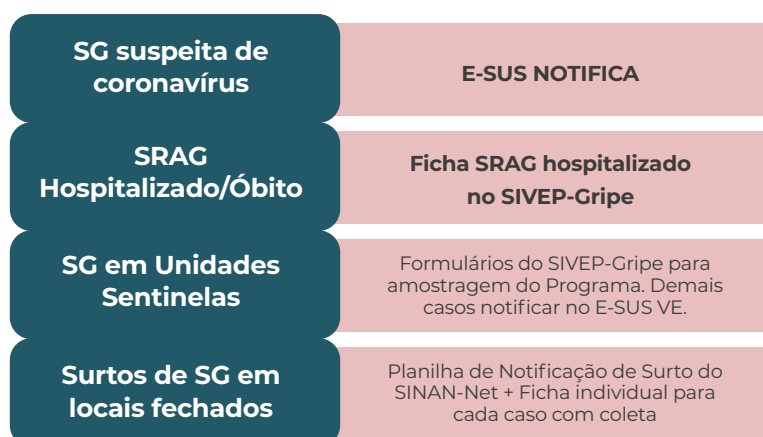 SG suspeita de
coronavírus
E-SUS NOTIFICA
SRAG
Hospitalizado/Óbito
Ficha SRAG hospitalizado
no SIVEP-Gripe
SG em Unidades
Sentinelas
Formulários do SIVEP-Gripe para
amostragem do Programa. Demais
casos notificar no E-SUS VE.
Surtos de SG em
locais fechados
Planilha de Notificação de Surto do
SINAN-Net + Ficha individual para
cada caso com coleta